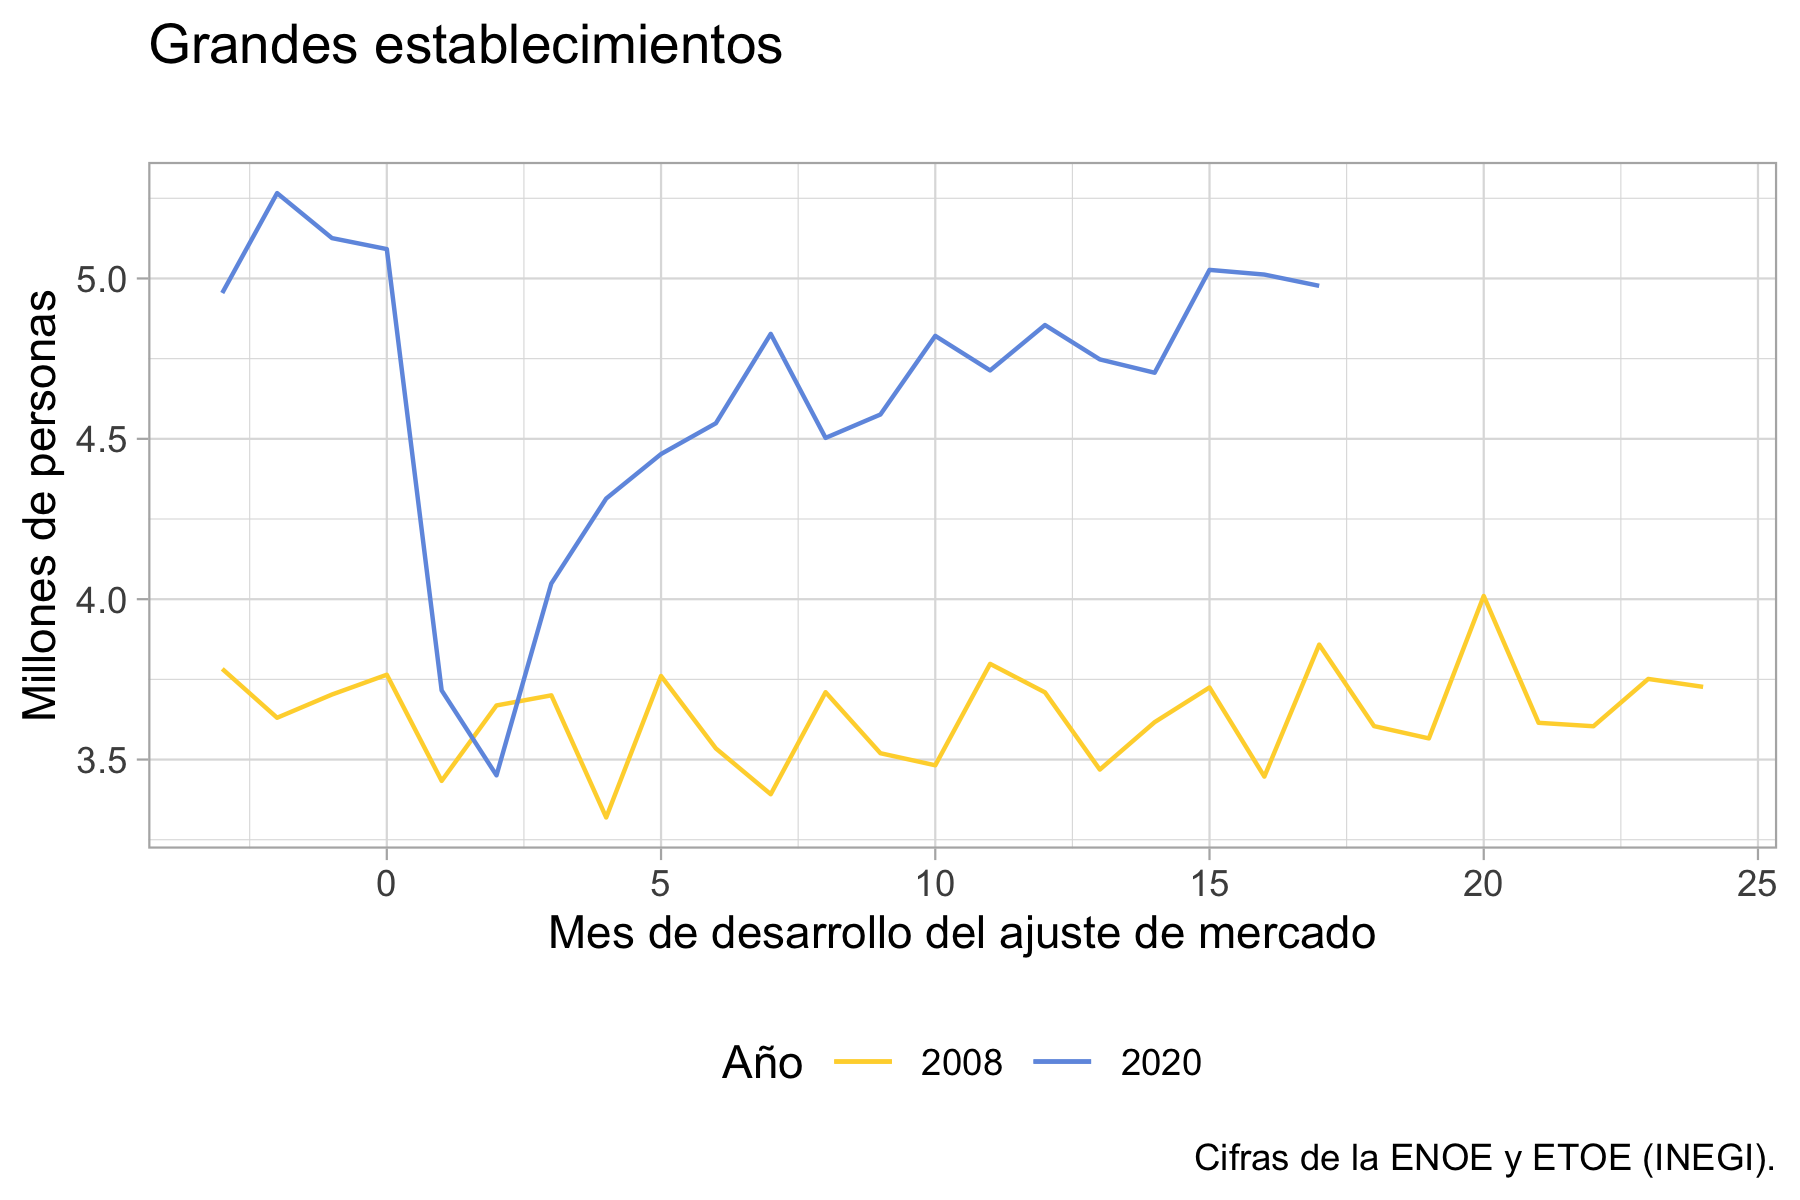 Grandes establecimientos
Millones de personas
5.0
4.5
4.0
3.5
0 5 10 15 20 25
Mes de desarrollo del ajuste de mercado
Año 2008 2020
Cifras de la ENOE y ETOE (INEGI).